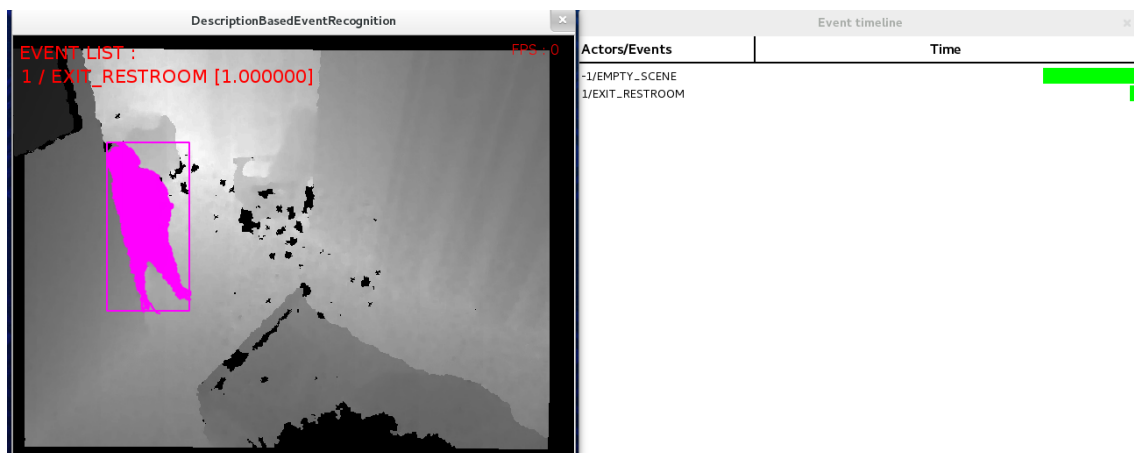 DescriptionBasedEventRecognition
EVENT LIST :
FPS : 0
1 / EXIT_RESTROOM [1.000000]
Event timeline
Actors/Events
Time
-1/EMPTY_SCENE
1/EXIT_RESTROOM